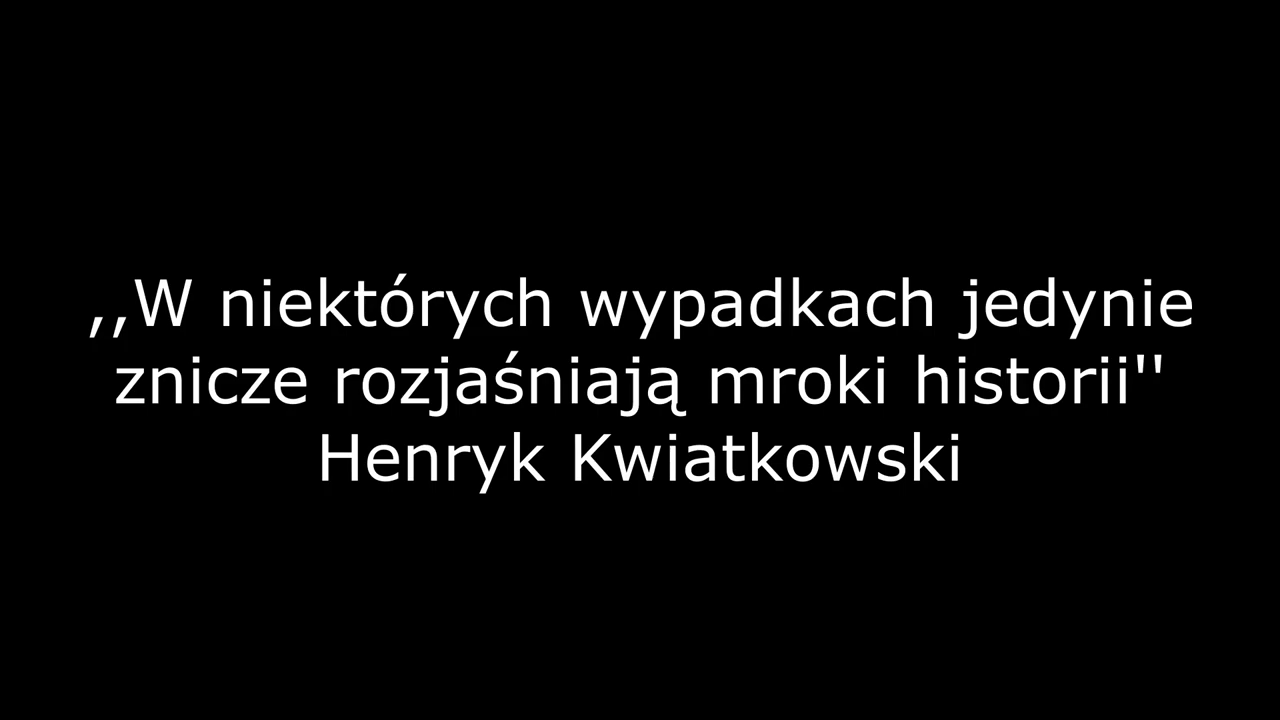 ,,W niektórych wypadkach jedynie
znicze rozjaśniają mroki historii''
Henryk Kwiatkowski